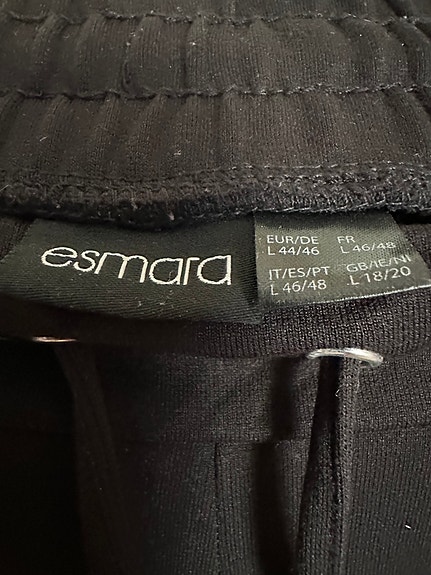 esmara
EUR/DE FR
L 44/46 L 46/48
IT/ES/PT GB/IE/NI
L 46/48 L 18/20